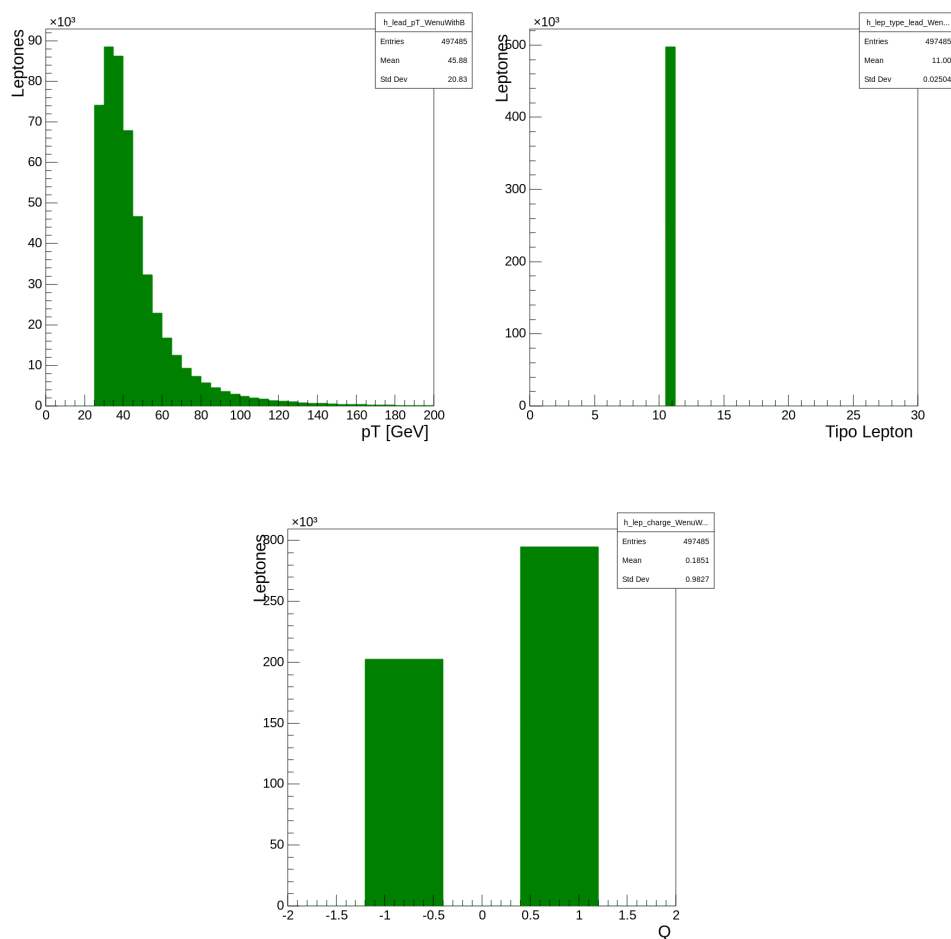 h_lead_pT_WenuWithB
Entries 497485
Mean 45.88
Std Dev 20.83
×10³
Leptones
90
80
70
60
50
40
30
20
10
0
0 20 40 60 80 100 120 140 160 180 200
pT [GeV]
h_lep_type_lead_Wen...
Entries 497485
Mean 11.00
Std Dev 0.02504
×10³
Leptones
500
400
300
200
100
0
0 5 10 15 20 25 30
Tipo Lepton
h_lep_charge_WenuW...
Entries 497485
Mean 0.1851
Std Dev 0.9827
×10³
Leptones
300
250
200
150
100
50
0
-2 -1.5 -1 -0.5 0 0.5 1 1.5 2
Q